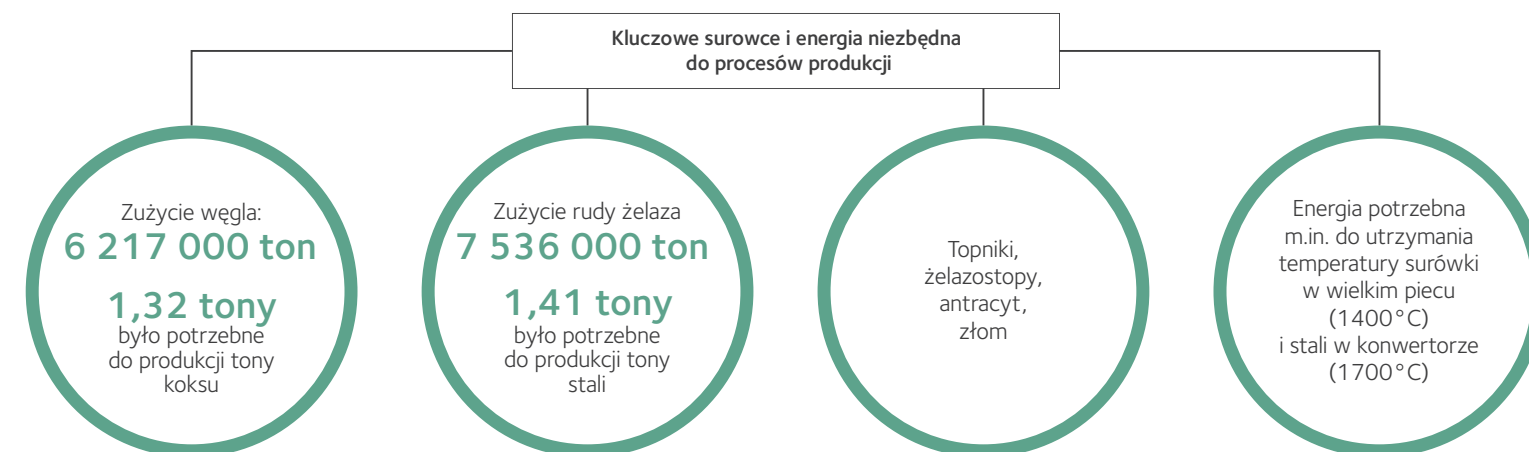 Kluczowe surowce i energia niezbędna
do procesów produkcji
Zużycie węgla:
6 217 000 ton
1,32 tony
było potrzebne
do produkcji tony
koksu
Zużycie rudy żelaza
7 536 000 ton
1,41 tony
było potrzebne
do produkcji tony
stali
Topniki,
żelazostopy,
antracyt,
złom
Energia potrzebna
m.in. do utrzymania
temperatury surówki
w wielkim piecu
(1400°C)
i stali w konwertorze
(1700°C)